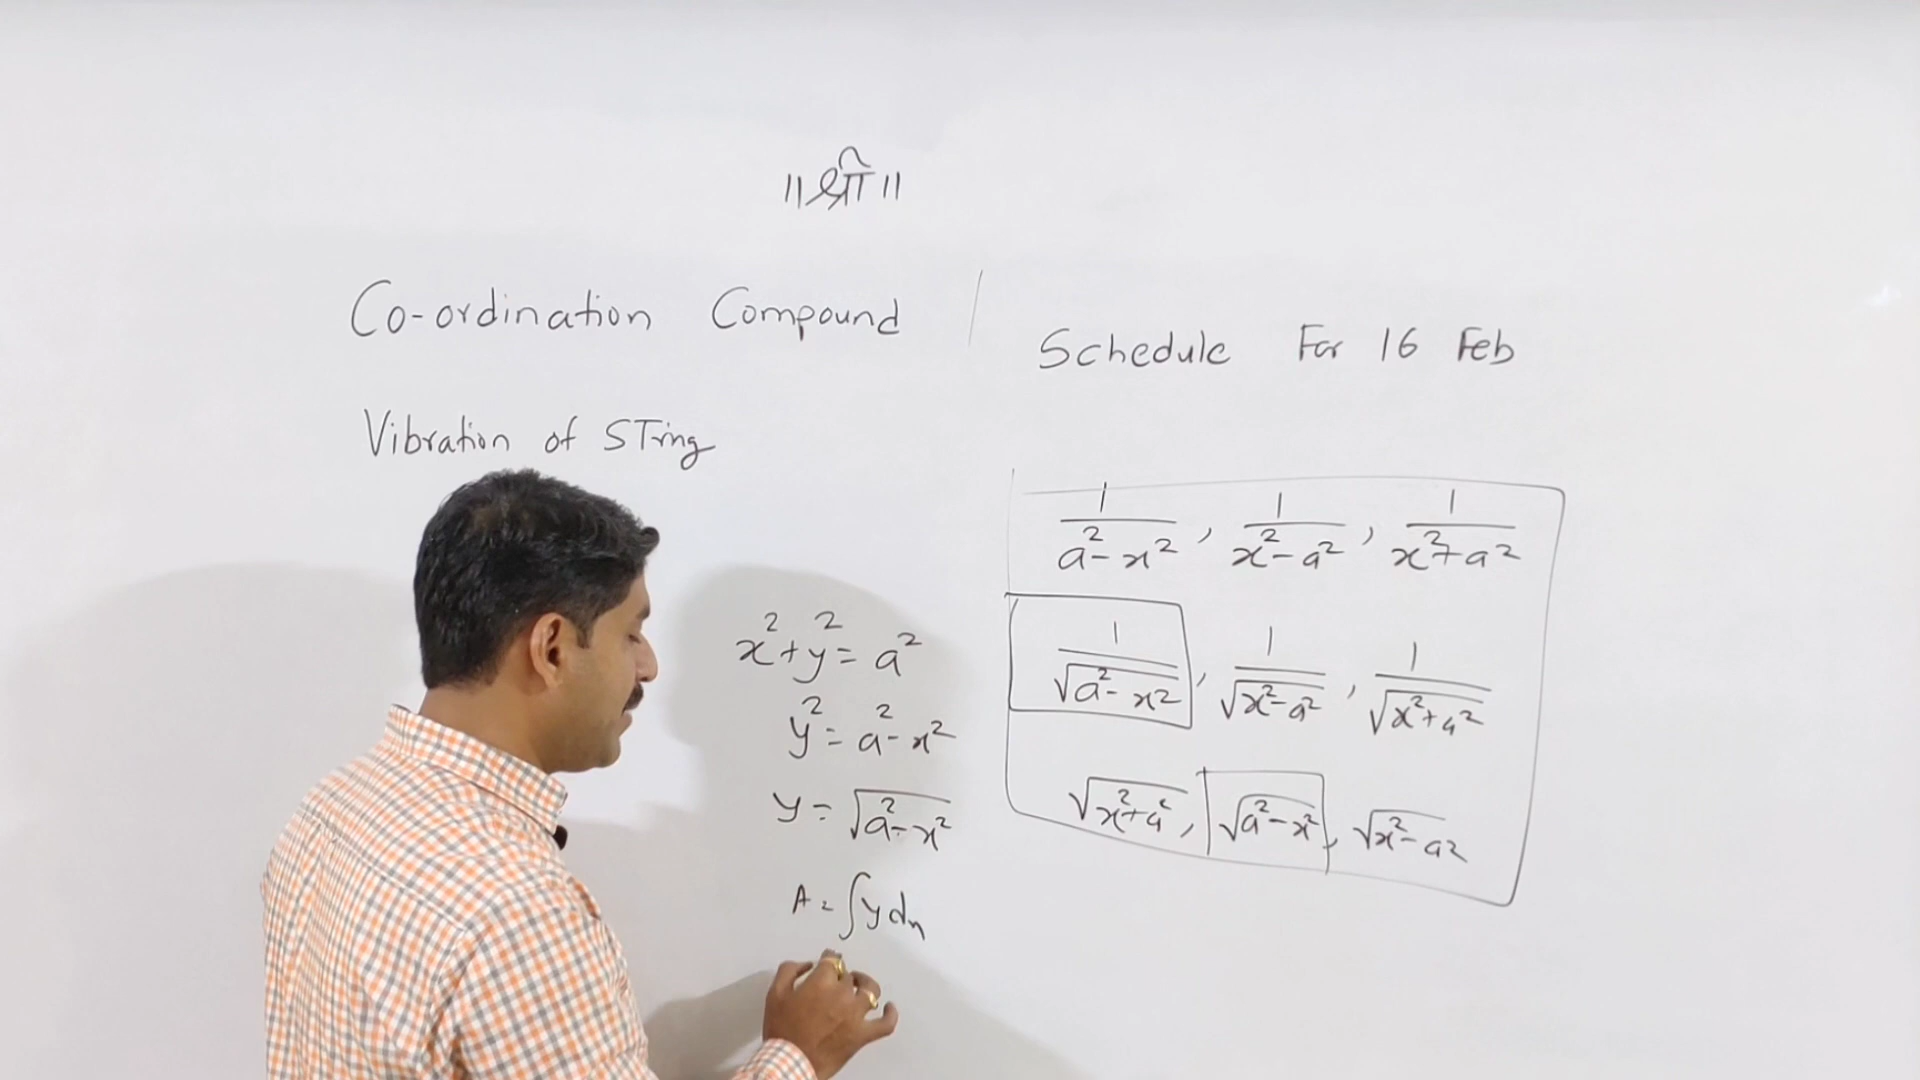 ॥ श्री ॥
Co-ordination Compound
Vibration of STring
x² + y² = a²
y² = a² - x²
y = √(a² - x²)
A = ∫y dx
Schedule For 16 Feb
1/(a² - x²) , 1/(x² - a²) , 1/(x² + a²)
1/√(a² - x²) , 1/√(x² - a²) , 1/√(x² + a²)
√(x² + a²) , √(a² - x²) , √(x² - a²)